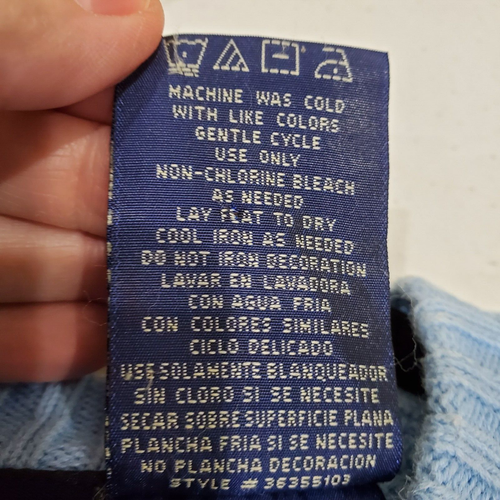 MACHINE WAS COLD
WITH LIKE COLORS
GENTLE CYCLE
USE ONLY
NON-CHLORINE BLEACH
AS NEEDED
LAY FLAT TO DRY
COOL IRON AS NEEDED
DO NOT IRON DECORATION
LAVAR EN LAVADORA
CON AGUA FRIA
CON COLORES SIMILARES
CICLO DELICADO
USE SOLAMENTE BLANQUEADOR
SIN CLORO SI SE NECESITE
SECAR SOBRE SUPERFICIE PLANA
PLANCHA FRIA SI SE NECESITE
NO PLANCHA DECORACION
STYLE # 36355103